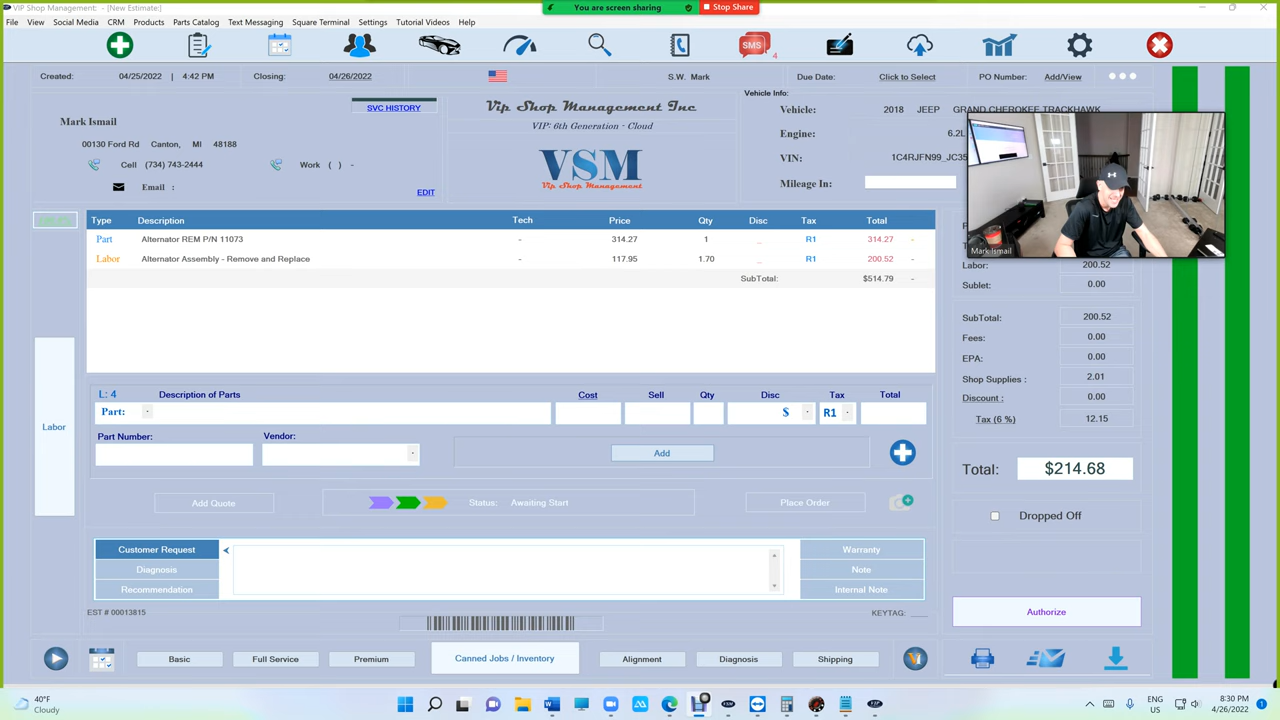 VIP Shop Management: - [New Estimate:]
You are screen sharing
Stop Share
File View Social Media CRM Products Parts Catalog Text Messaging Square Terminal Settings Tutorial Videos Help
SMS 4
Created: 04/25/2022 | 4:42 PM Closing: 04/26/2022 S.W. Mark Due Date: Click to Select PO Number: Add/View
SVC HISTORY
Vip Shop Management Inc
VIP: 6th Generation - Cloud
VSM
Vip Shop Management
Vehicle Info:
Vehicle: 2018 JEEP GRAND CHEROKEE TRACKHAWK
Engine: 6.2L
VIN: 1C4RJFN99_JC35
Mileage In:
Mark Ismail
00130 Ford Rd Canton, MI 48188
Cell (734) 743-2444 Work ( ) -
Email :
EDIT
Mark Ismail
Type Description Tech Price Qty Disc Tax Total
Part Alternator REM P/N 11073 - 314.27 1 _ R1 314.27 -
Labor Alternator Assembly - Remove and Replace - 117.95 1.70 _ R1 200.52 -
SubTotal: $514.79 -
Labor: 200.52
Sublet: 0.00
SubTotal: 200.52
Fees: 0.00
EPA: 0.00
Shop Supplies : 2.01
Discount : 0.00
Tax (6 %) 12.15
Total: $214.68
Dropped Off
Authorize
Labor
L: 4 Description of Parts Cost Sell Qty Disc Tax Total
Part: $ R1
Part Number: Vendor:
Add
Add Quote Status: Awaiting Start Place Order
Customer Request Warranty
Diagnosis Note
Recommendation Internal Note
EST # 00013815 KEYTAG: ____
Basic Full Service Premium Canned Jobs / Inventory Alignment Diagnosis Shipping
40°F
Cloudy
ENG
US
8:30 PM
4/26/2022
1